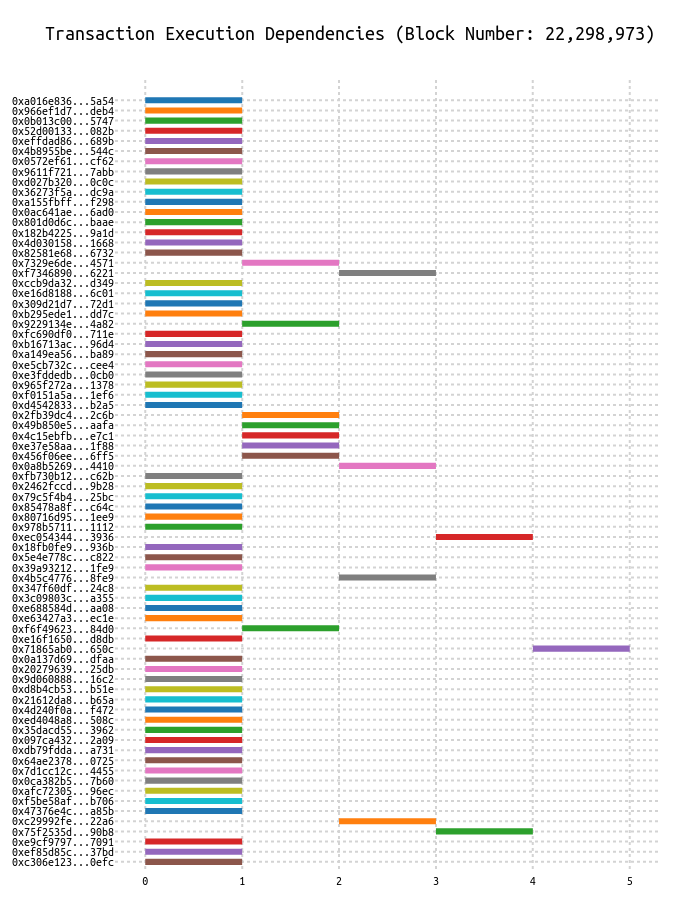 Transaction Execution Dependencies (Block Number: 22,298,973)
0xa016e836...5a54
0x966ef1d7...deb4
0x0b013c00...5747
0x52d00133...082b
0xeffdad86...689b
0x4b8955be...544c
0x0572ef61...cf62
0x9611f721...7abb
0xd027b320...0c0c
0x36273f5a...dc9a
0xa155fbff...f298
0x0ac641ae...6ad0
0x801d0d6c...baae
0x182b4225...9a1d
0x4d030158...1668
0x82581e68...6732
0x7329e6de...4571
0xf7346890...6221
0xccb9da32...d349
0xe16d8188...6c01
0x309d21d7...72d1
0xb295ede1...dd7c
0x9229134e...4a82
0xfc690df0...711e
0xb16713ac...96d4
0xa149ea56...ba89
0xe5cb732c...cee4
0xe3fddedb...0cb0
0x965f272a...1378
0xf0151a5a...1ef6
0xd4542833...b2a5
0x2fb39dc4...2c6b
0x49b850e5...aafa
0x4c15ebfb...e7c1
0xe37e58aa...1f88
0x456f06ee...6ff5
0x0a8b5269...4410
0xfb730b12...c62b
0x2462fccd...9b28
0x79c5f4b4...25bc
0x85478a8f...c64c
0x80716d95...1ee9
0x978b5711...1112
0xec054344...3936
0x18fb0fe9...936b
0x5e4e778c...c822
0x39a93212...1fe9
0x4b5c4776...8fe9
0x347f60df...24c8
0x3c09803c...a355
0xe688584d...aa08
0xe63427a3...ec1e
0xf6f49623...84d0
0xe16f1650...d8db
0x71865ab0...650c
0x0a137d69...dfaa
0x20279639...25db
0x9d060888...16c2
0xd8b4cb53...b51e
0x21612da8...b65a
0x4d240f0a...f472
0xed4048a8...508c
0x35dacd55...3962
0x097ca432...2a09
0xdb79fdda...a731
0x64ae2378...0725
0x7d1cc12c...4455
0x0ca382b5...7b60
0xafc72305...96ec
0xf5be58af...b706
0x47376e4c...a85b
0xc29992fe...22a6
0x75f2535d...90b8
0xe9cf9797...7091
0xef85d85c...37bd
0xc306e123...0efc
0 1 2 3 4 5